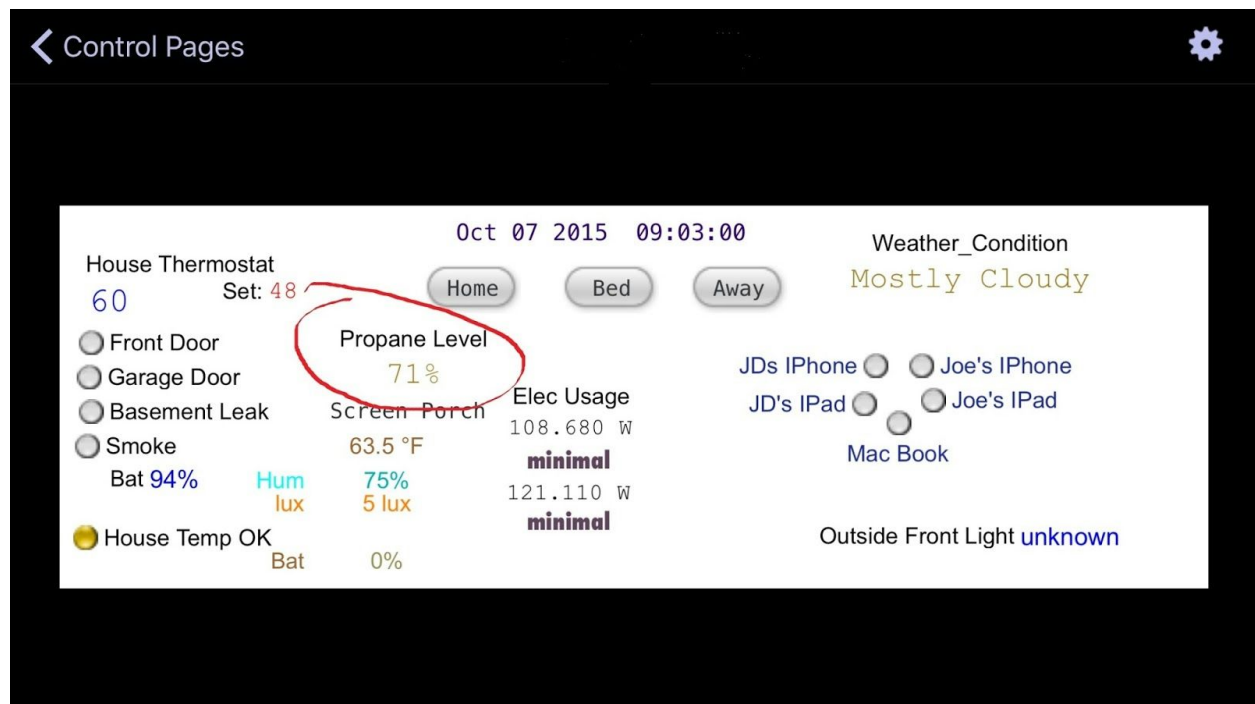 Control Pages
Oct 07 2015 09:03:00
House Thermostat
60 Set: 48
Home Bed Away
Weather_Condition
Mostly Cloudy
Front Door
Garage Door
Basement Leak
Smoke
Bat 94%
Propane Level
71%
Screen Porch
63.5 °F
Hum 75%
lux 5 lux
House Temp OK
Bat 0%
Elec Usage
108.680 W
minimal
121.110 W
minimal
JDs IPhone Joe's IPhone
JD's IPad Joe's IPad
Mac Book
Outside Front Light unknown